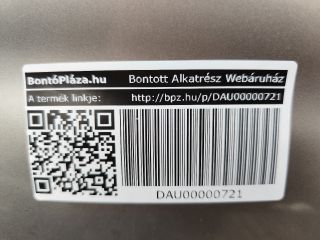 BontóPláza.hu Bontott Alkatrész Webáruház
A termék linkje: http://bpz.hu/p/DAU00000721
DAU00000721